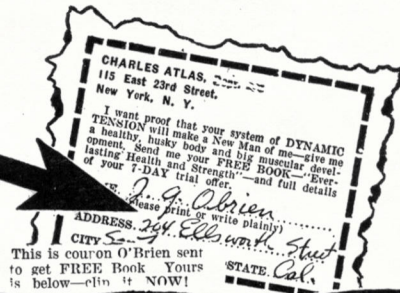 CHARLES ATLAS,
115 East 23rd Street,
New York, N. Y.
I want proof that your system of DYNAMIC
TENSION will make a New Man of me—give me
a healthy, husky body and big muscular devel-
opment. Send me your FREE BOOK—"Ever-
lasting Health and Strength"—and full details
of your 7-DAY trial offer.
J. G. Obrien
(Please print or write plainly)
ADDRESS. 204 Ellsworth Street
CITY STATE. Cal.
This is coupon O'Brien sent
to get FREE Book Yours
is below—clip it NOW!